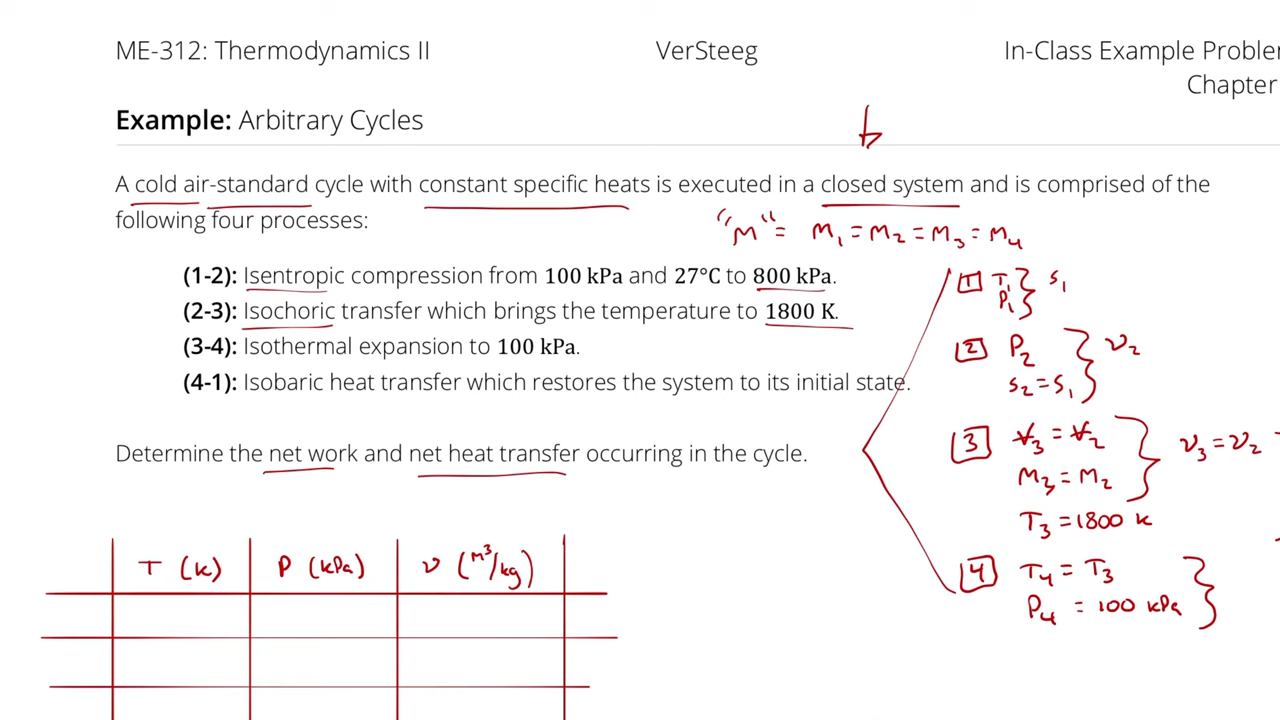 ME-312: Thermodynamics II VerSteeg In-Class Example Proble
Chapter
Example: Arbitrary Cycles
A cold air-standard cycle with constant specific heats is executed in a closed system and is comprised of the
following four processes:
"m" = m₁ = m₂ = m₃ = m₄
(1-2): Isentropic compression from 100 kPa and 27°C to 800 kPa.
(2-3): Isochoric transfer which brings the temperature to 1800 K.
(3-4): Isothermal expansion to 100 kPa.
(4-1): Isobaric heat transfer which restores the system to its initial state.
Determine the net work and net heat transfer occurring in the cycle.
1 T₁ } s₁
P₁
2 P₂ } v₂
s₂ = s₁
3 V₃ = V₂ } v₃ = v₂
m₃ = m₂
T₃ = 1800 K
4 T₄ = T₃ }
P₄ = 100 kPa
T (K) P (kPa) v (m³/kg)